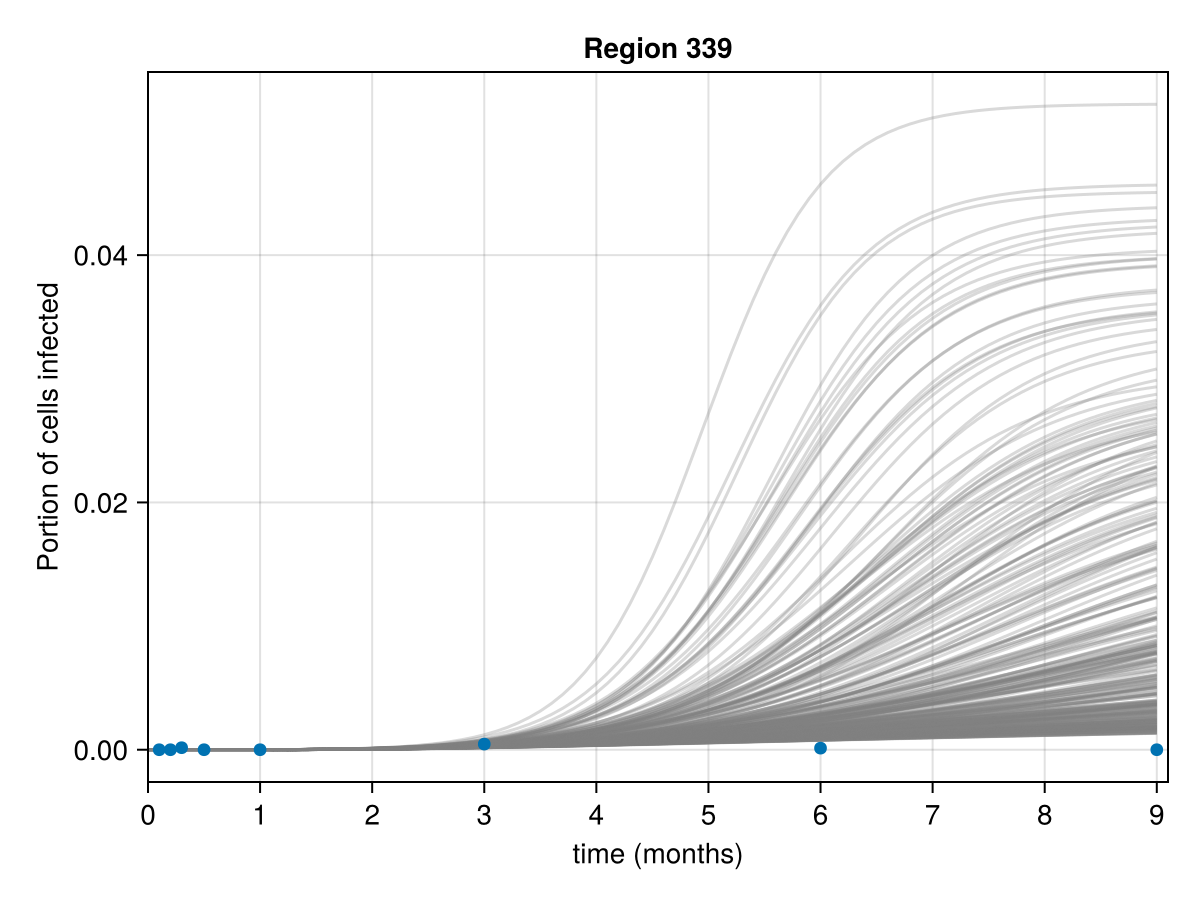 Region 339
Portion of cells infected
0.04
0.02
0.00
0 1 2 3 4 5 6 7 8 9
time (months)